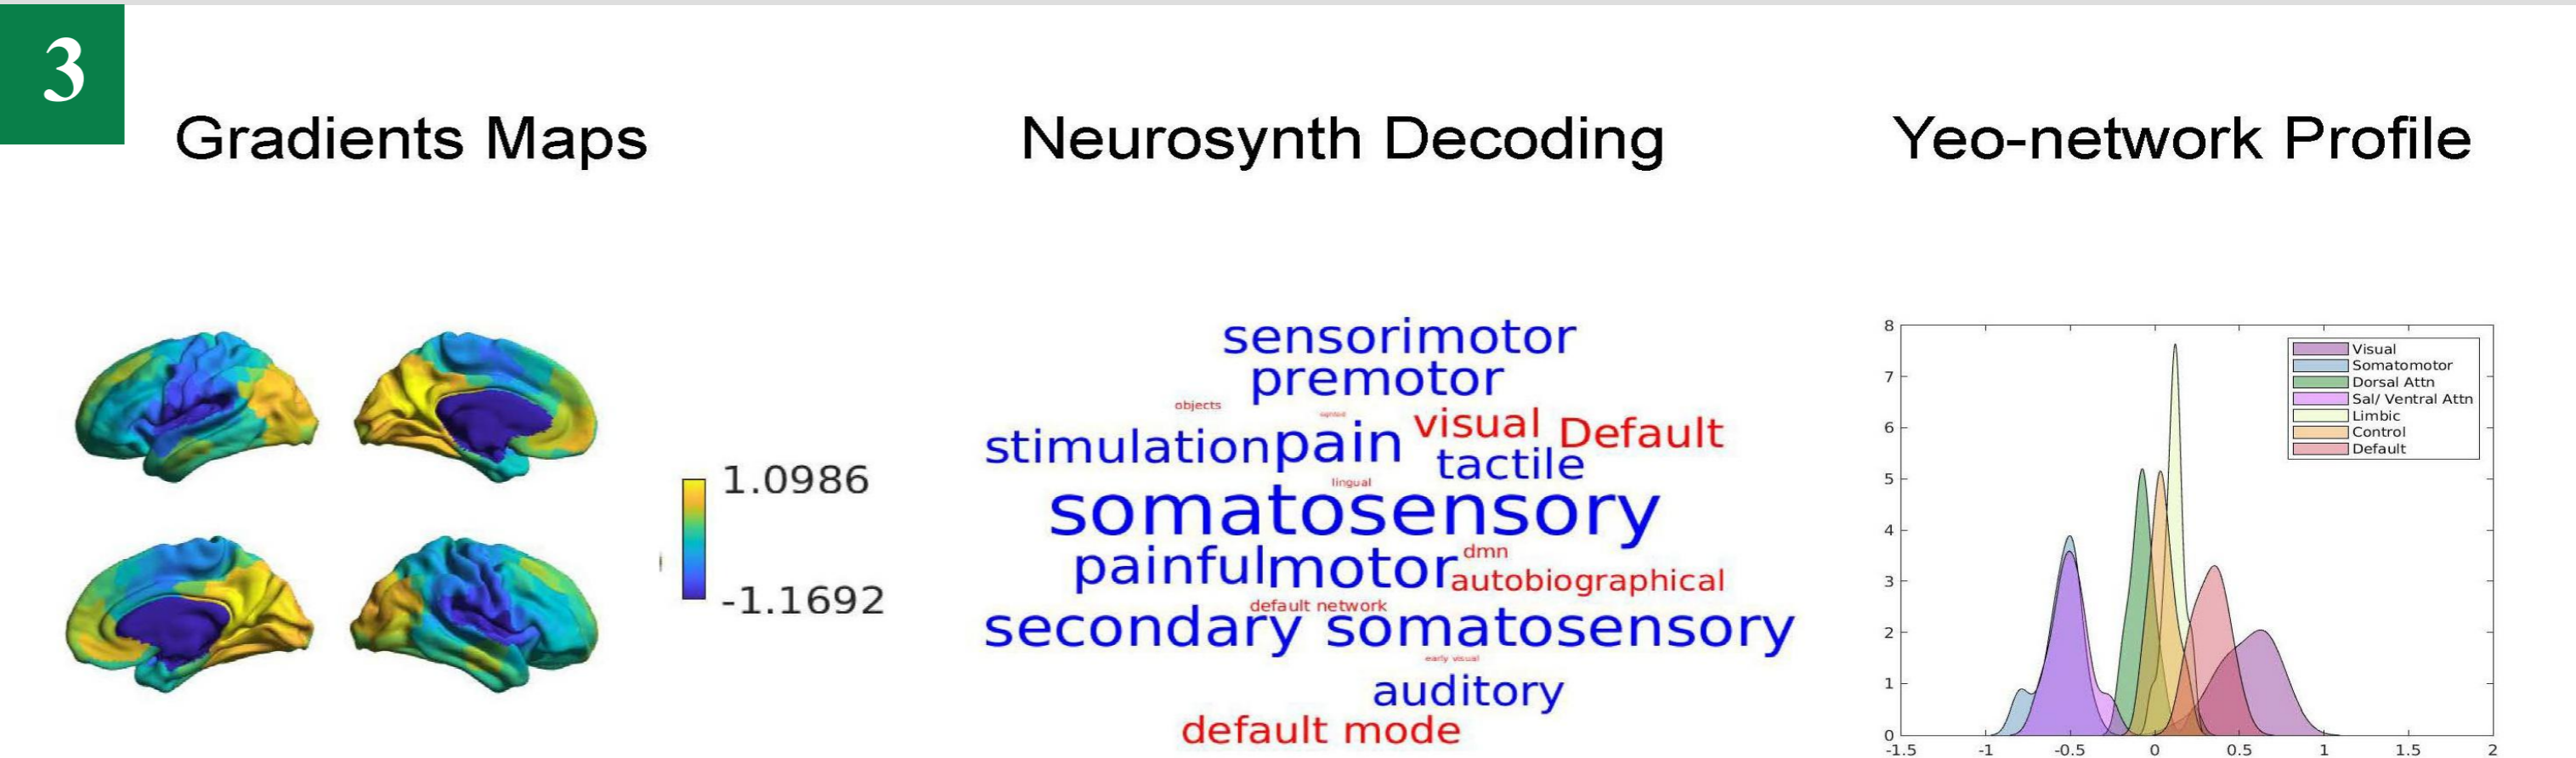 3
Gradients Maps
Neurosynth Decoding
Yeo-network Profile
1.0986
-1.1692
sensorimotor
premotor
objects
visual
Default
stimulation
pain
tactile
lingual
somatosensory
painful
motor
dmn
autobiographical
default network
secondary somatosensory
early visual
auditory
default mode
8
7
6
5
4
3
2
1
0
-1.5
-1
-0.5
0
0.5
1
1.5
2
Visual
Somatomotor
Dorsal Attn
Sal/ Ventral Attn
Limbic
Control
Default